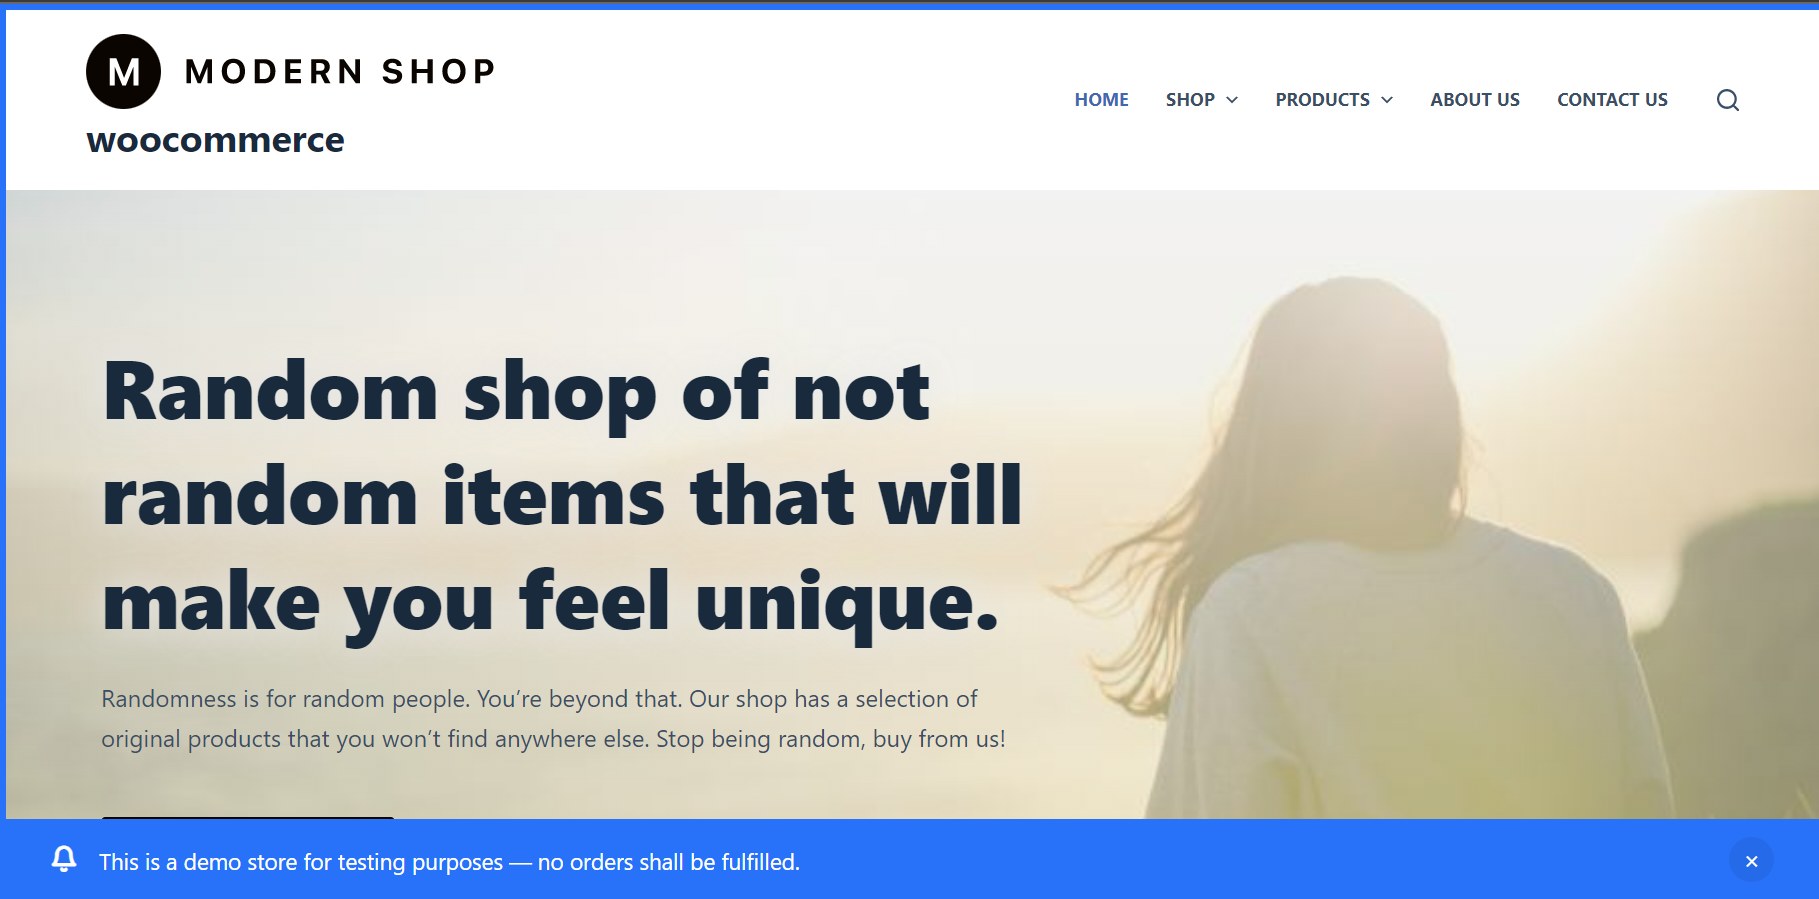 M MODERN SHOP
woocommerce
HOME SHOP PRODUCTS ABOUT US CONTACT US
Random shop of not
random items that will
make you feel unique.
Randomness is for random people. You’re beyond that. Our shop has a selection of
original products that you won’t find anywhere else. Stop being random, buy from us!
This is a demo store for testing purposes — no orders shall be fulfilled.